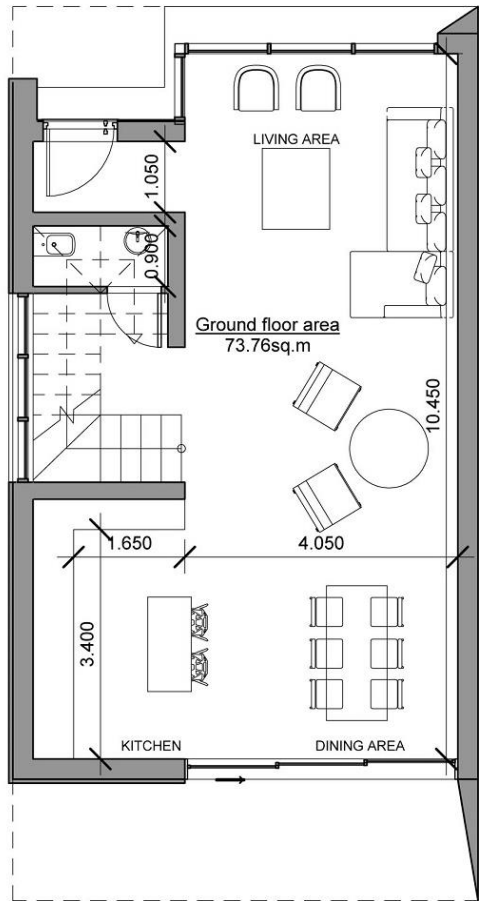 LIVING AREA
1.050
0.900
Ground floor area
73.76sq.m
10.450
1.650
4.050
3.400
KITCHEN
DINING AREA